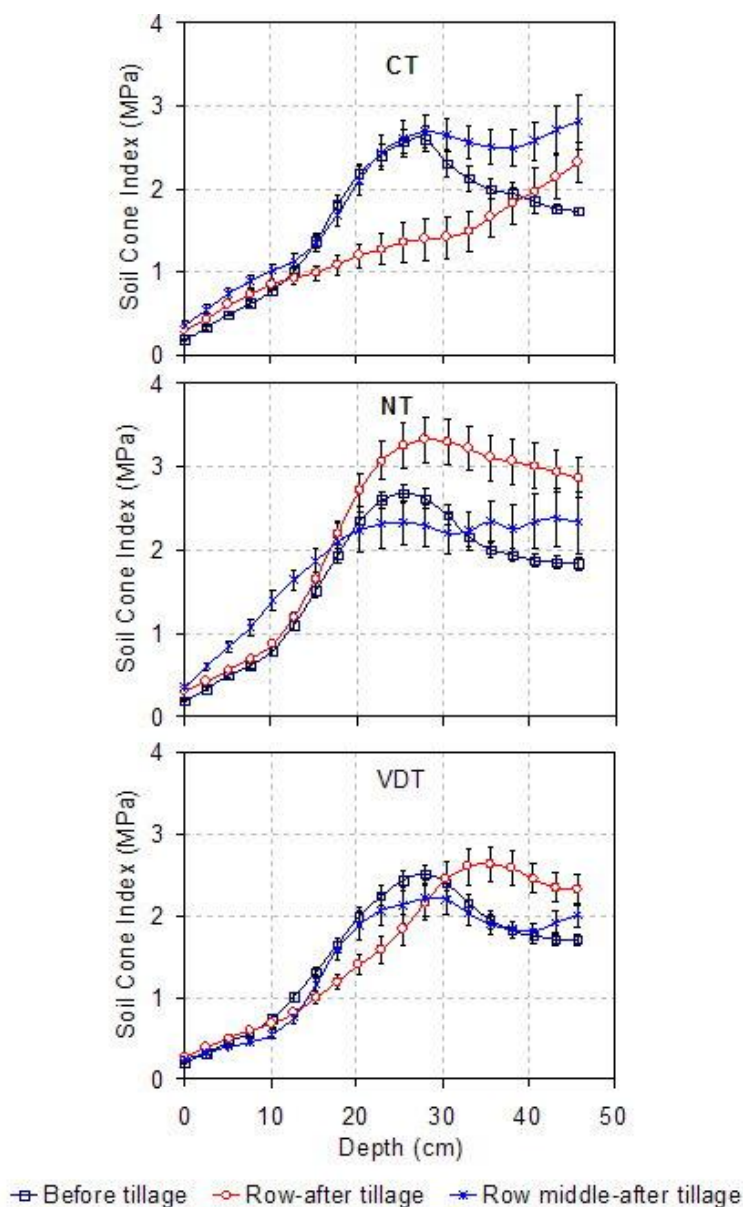 4
CT
3
2
1
0
Soil Cone Index (MPa)
4
NT
3
2
1
0
Soil Cone Index (MPa)
4
VDT
3
2
1
0
Soil Cone Index (MPa)
0 10 20 30 40 50
Depth (cm)
Before tillage Row-after tillage Row middle-after tillage